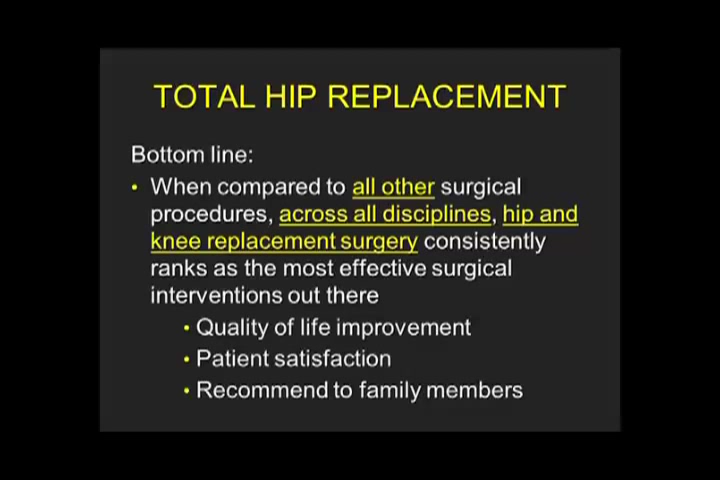 TOTAL HIP REPLACEMENT
Bottom line:
• When compared to all other surgical
procedures, across all disciplines, hip and
knee replacement surgery consistently
ranks as the most effective surgical
interventions out there
• Quality of life improvement
• Patient satisfaction
• Recommend to family members